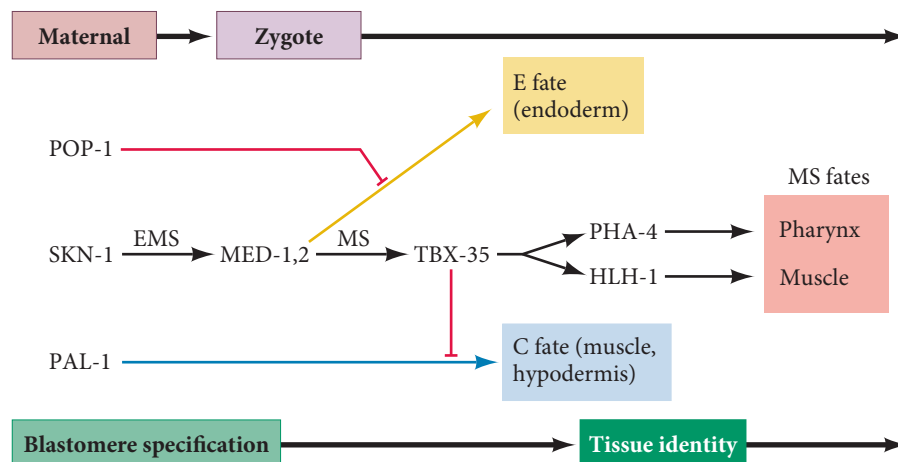 Maternal
Zygote
E fate
(endoderm)
POP-1
MS fates
SKN-1
EMS
MED-1,2
MS
TBX-35
PHA-4
Pharynx
HLH-1
Muscle
PAL-1
C fate (muscle,
hypodermis)
Blastomere specification
Tissue identity